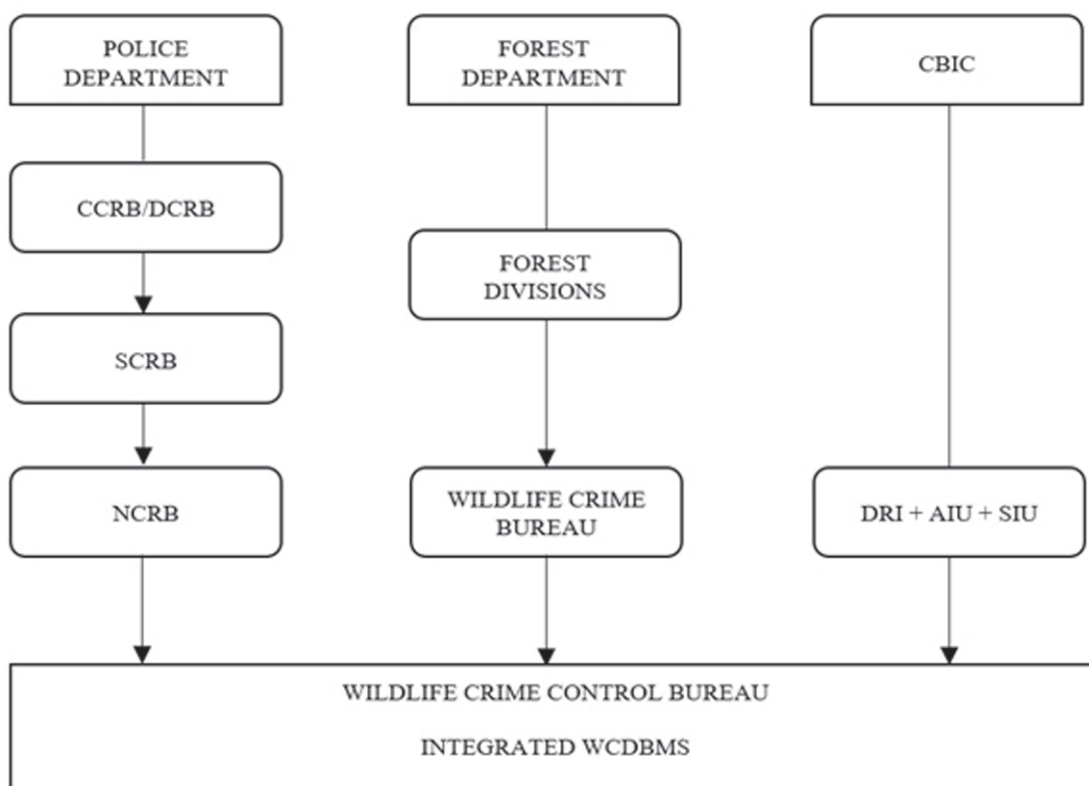 POLICE
DEPARTMENT
FOREST
DEPARTMENT
CBIC
CCRB/DCRB
FOREST
DIVISIONS
SCRB
NCRB
WILDLIFE CRIME
BUREAU
DRI + AIU + SIU
WILDLIFE CRIME CONTROL BUREAU
INTEGRATED WCDBMS